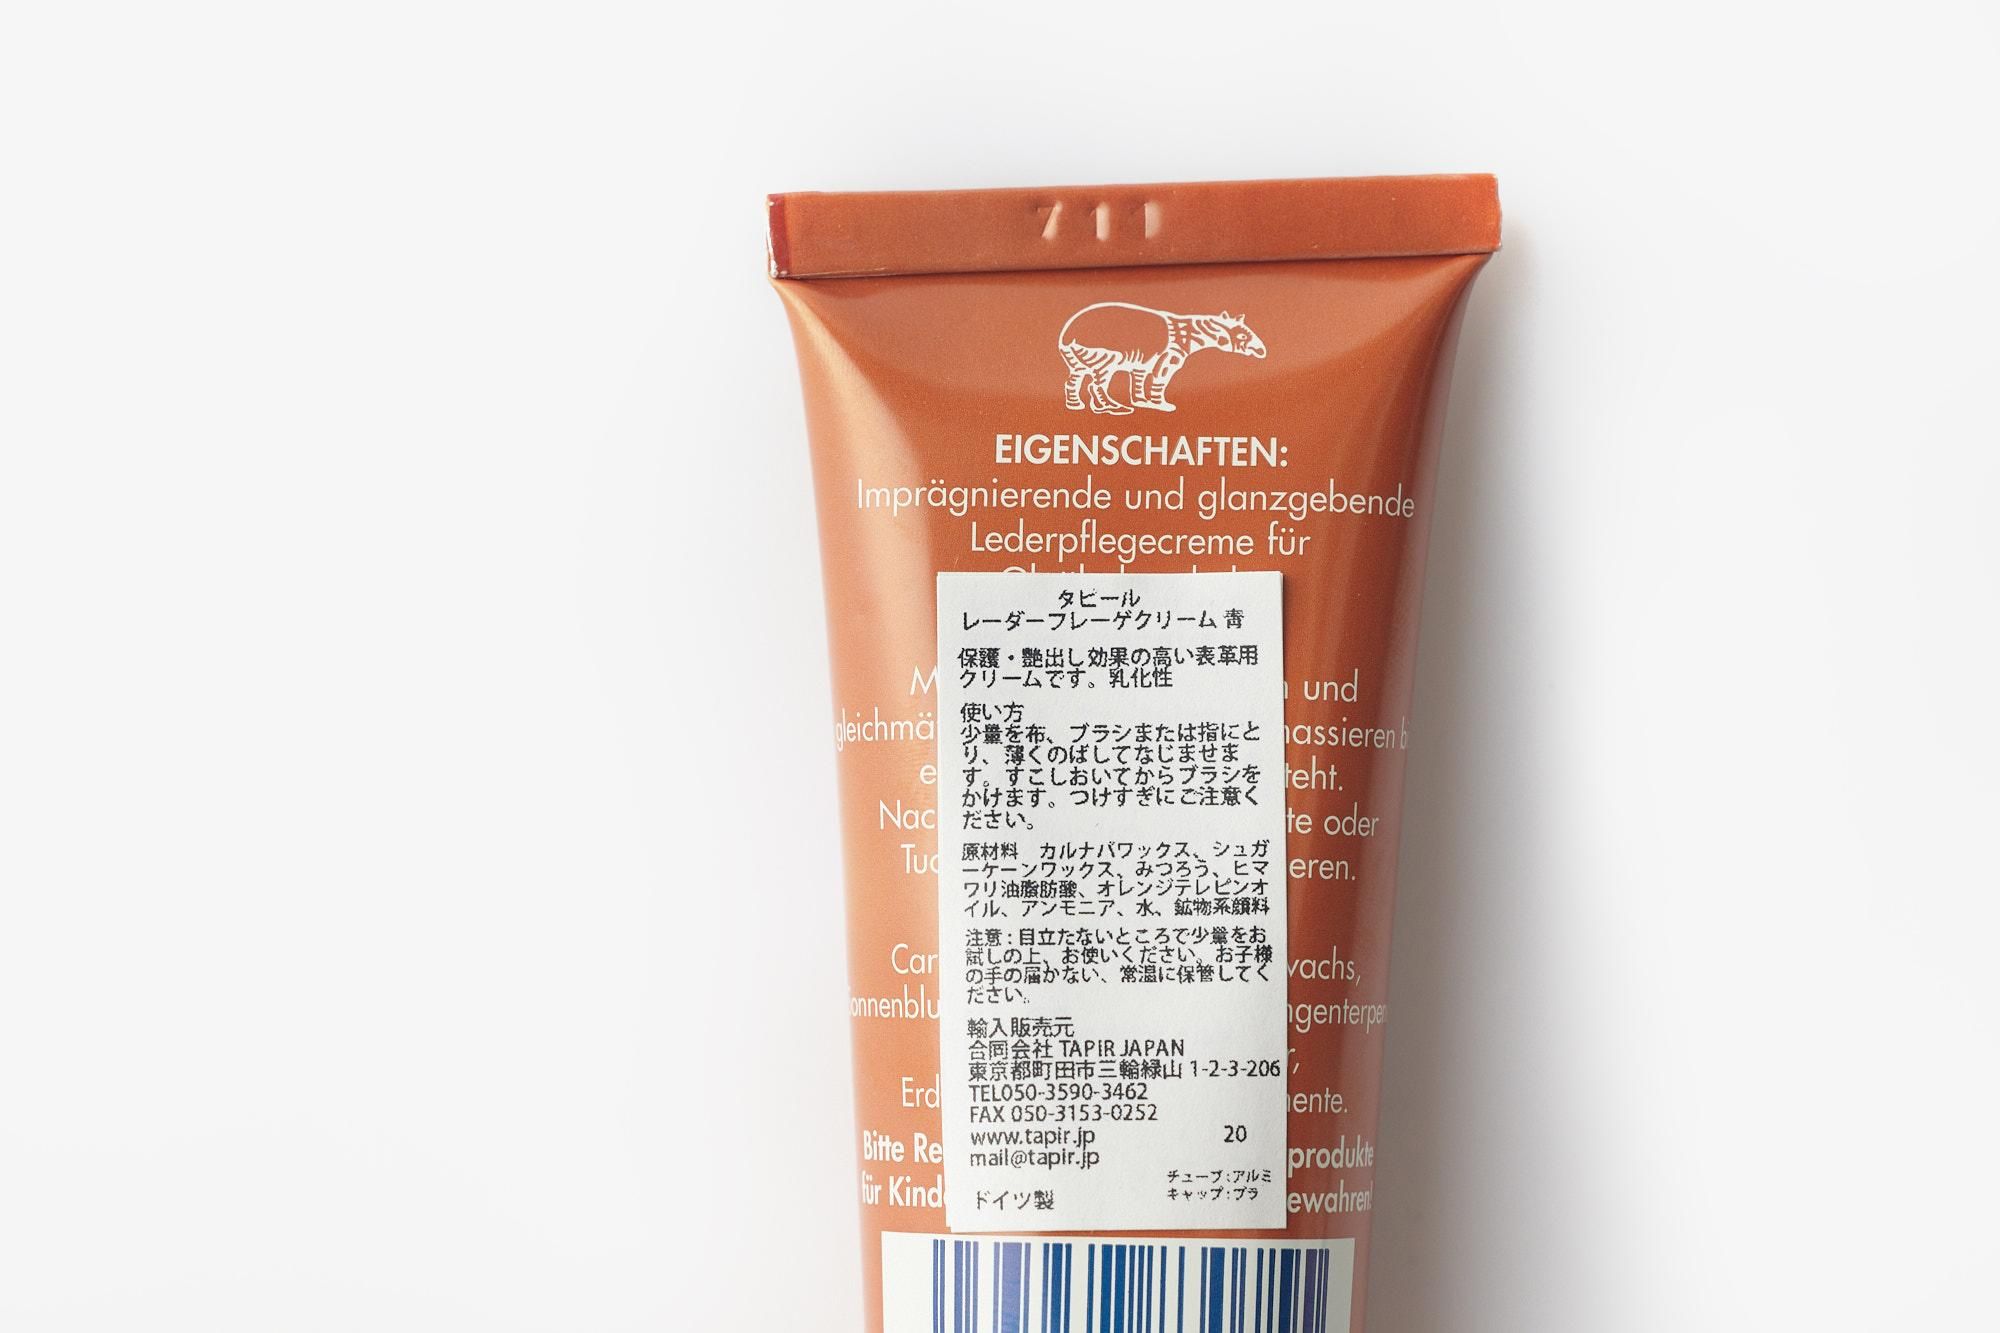 711
EIGENSCHAFTEN:
Imprägnierende und glanzgebende
Lederpflegecreme für
タピール
レーダーフレーゲクリーム 青
保護・艶出し効果の高い表革用
クリームです。乳化性
使い方
少量を布、ブラシまたは指にと
り、薄くのばしてなじませま
す。すこしおいてからブラシを
かけます。つけすぎにご注意く
ださい。
原材料　カルナバワックス、シュガ
ーケーンワックス、みつろう、ヒマ
ワリ油脂肪酸、オレンジテレピンオ
イル、アンモニア、水、鉱物系顔料
注意：目立たないところで少量をお
試しの上、お使いください。お子様
の手の届かない、常温に保管してく
ださい。
輸入販売元
合同会社 TAPIR JAPAN
東京都町田市三輪緑山 1-2-3-206
TEL050-3590-3462
FAX 050-3153-0252
www.tapir.jp
20
mail@tapir.jp
チューブ：アルミ
キャップ：プラ
ドイツ製
und
oder
Bitte
für